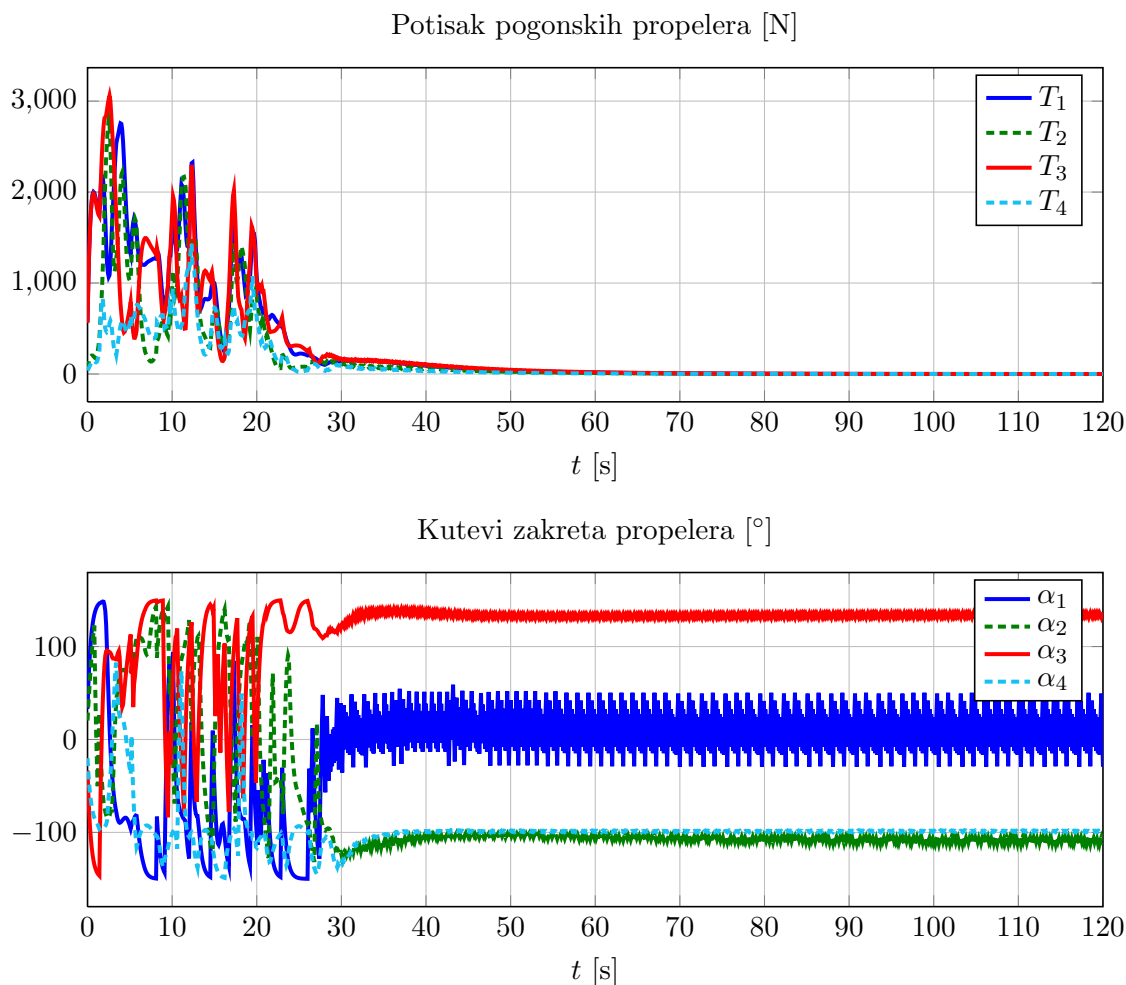 Potisak pogonskih propelera [N]
3,000
2,000
1,000
0
T1
T2
T3
T4
0 10 20 30 40 50 60 70 80 90 100 110 120
t [s]
Kutevi zakreta propelera [°]
100
0
−100
α1
α2
α3
α4
0 10 20 30 40 50 60 70 80 90 100 110 120
t [s]